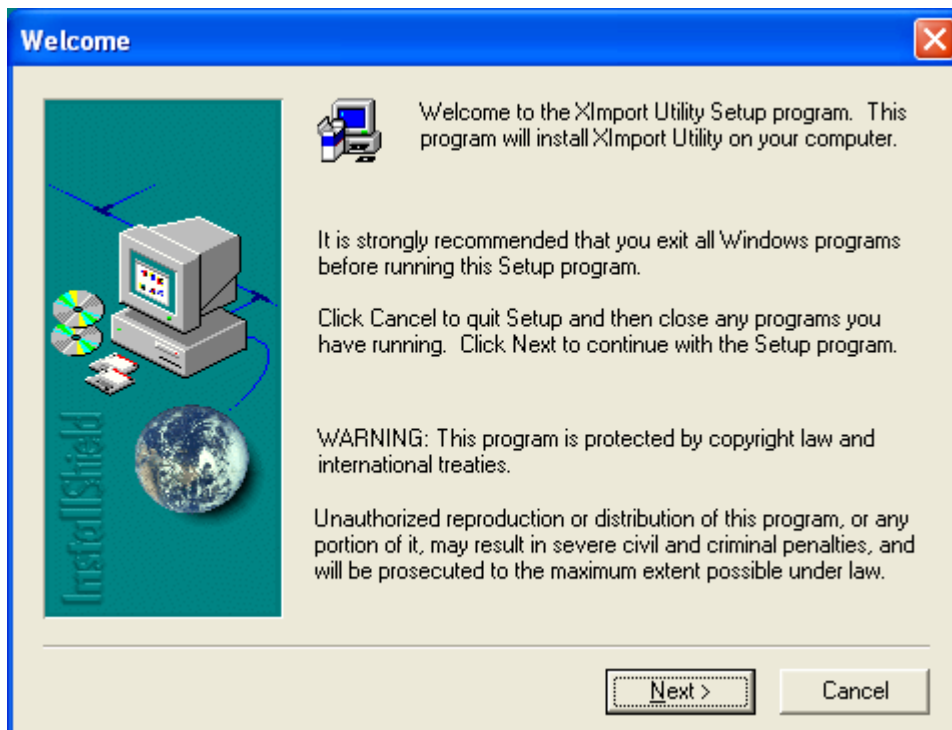 Welcome
Welcome to the XImport Utility Setup program.  This
program will install XImport Utility on your computer.
It is strongly recommended that you exit all Windows programs
before running this Setup program.
Click Cancel to quit Setup and then close any programs you
have running.  Click Next to continue with the Setup program.
WARNING: This program is protected by copyright law and
international treaties.
Unauthorized reproduction or distribution of this program, or any
portion of it, may result in severe civil and criminal penalties, and
will be prosecuted to the maximum extent possible under law.
InstallShield
Next >
Cancel